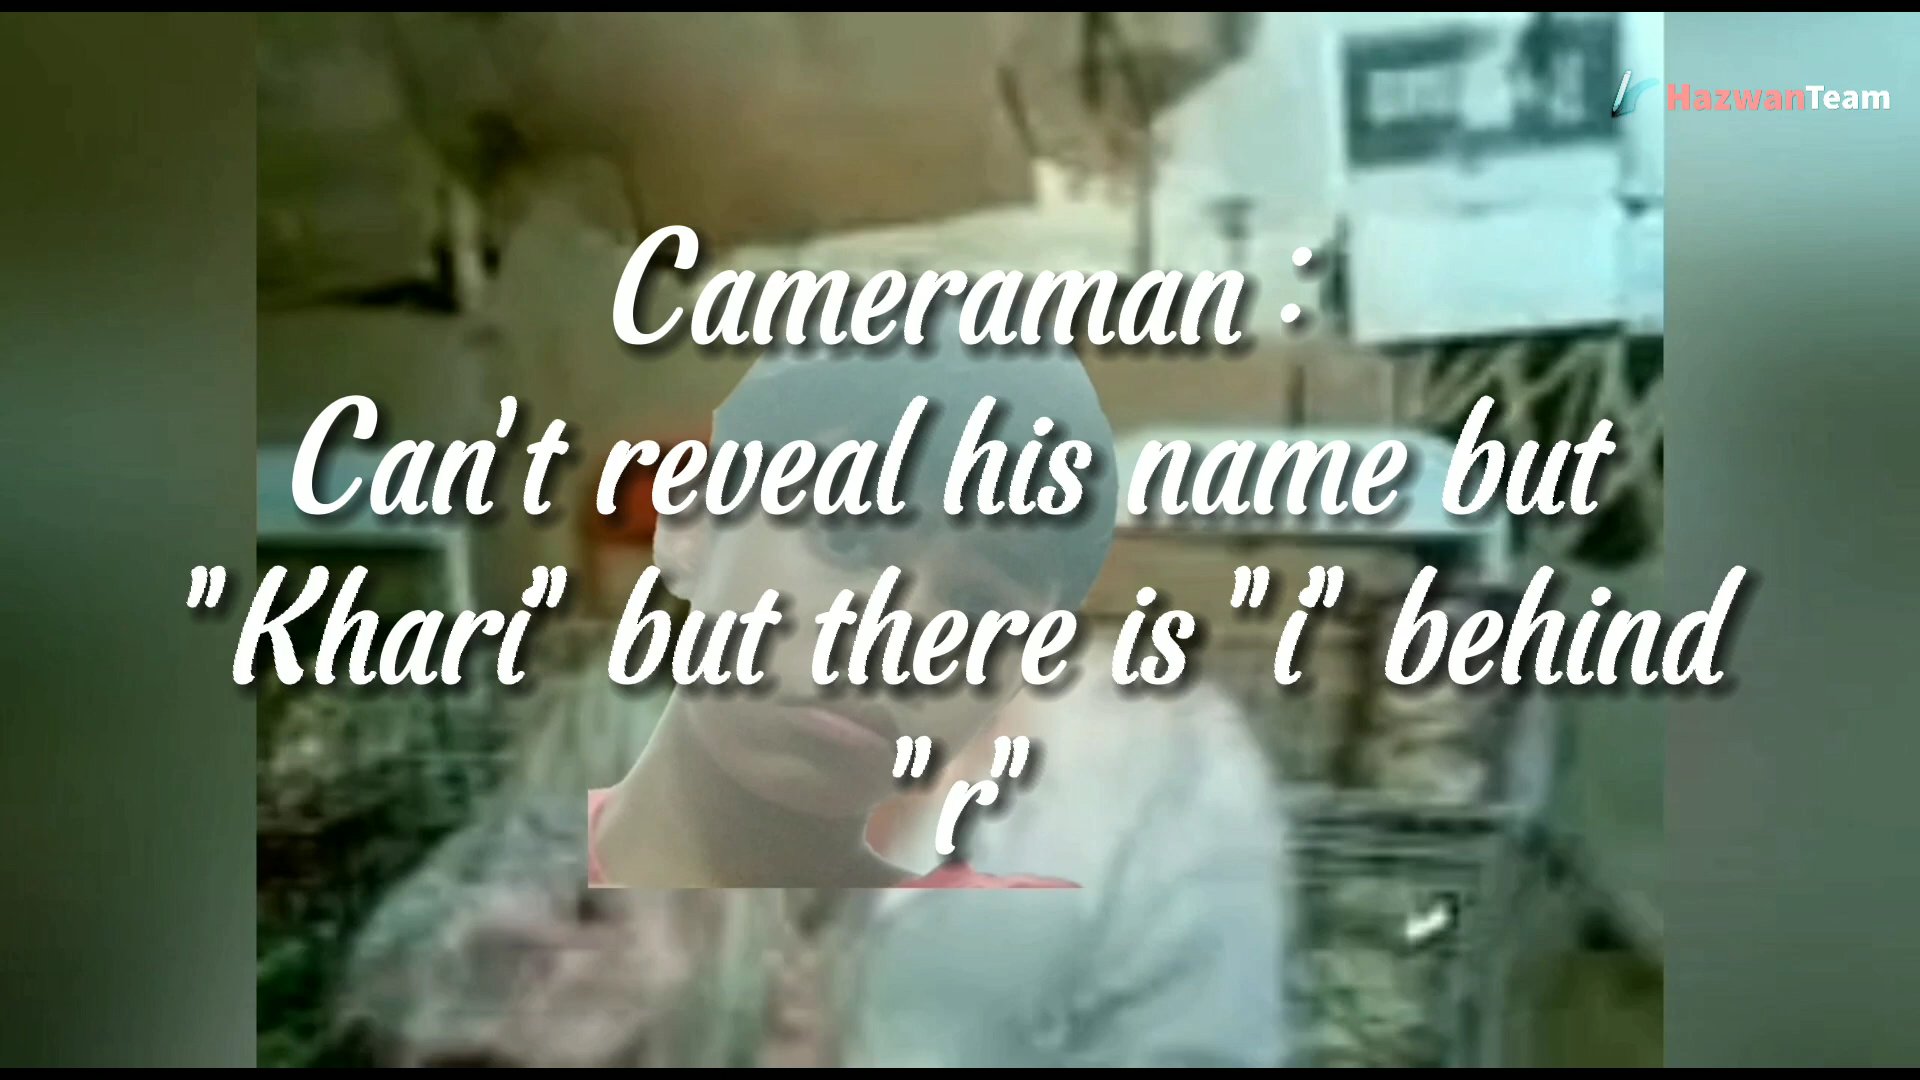 HazwanTeam
Cameraman :
Can't reveal his name but
"Khari" but there is "i" behind
"r"